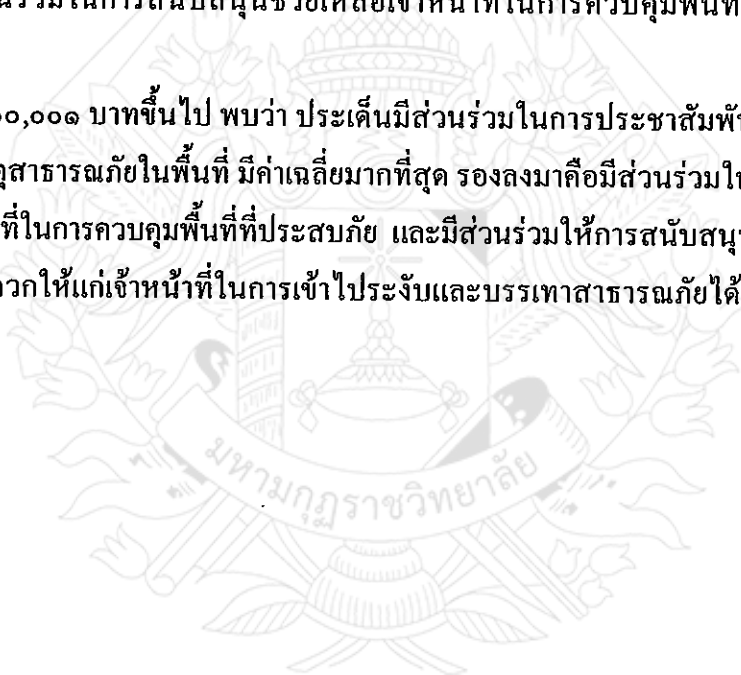 นร่วมในการสนับสนุนช่วยเหลือเจ้าหน้าที่ในการควบคุมพื้นที่
๐,๐๐๑ บาทขึ้นไป พบว่า ประเด็นมีส่วนร่วมในการประชาสัมพัน
ตุสาธารณภัยในพื้นที่ มีค่าเฉลี่ยมากที่สุด รองลงมาคือมีส่วนร่วมใ
ที่ในการควบคุมพื้นที่ที่ประสบภัย และมีส่วนร่วมให้การสนับสนุ
วกให้แก่เจ้าหน้าที่ในการเข้าไประงับและบรรเทาสาธารณภัยได้
มหามกุฏราชวิทยาลัย